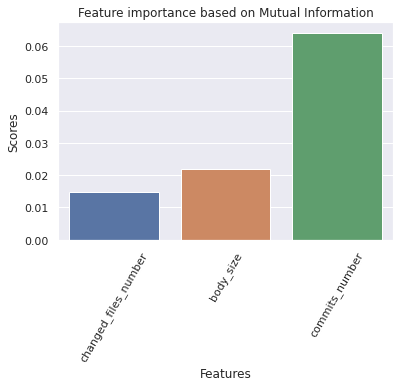 Feature importance based on Mutual Information
Scores
0.06
0.05
0.04
0.03
0.02
0.01
0.00
changed_files_number
body_size
commits_number
Features